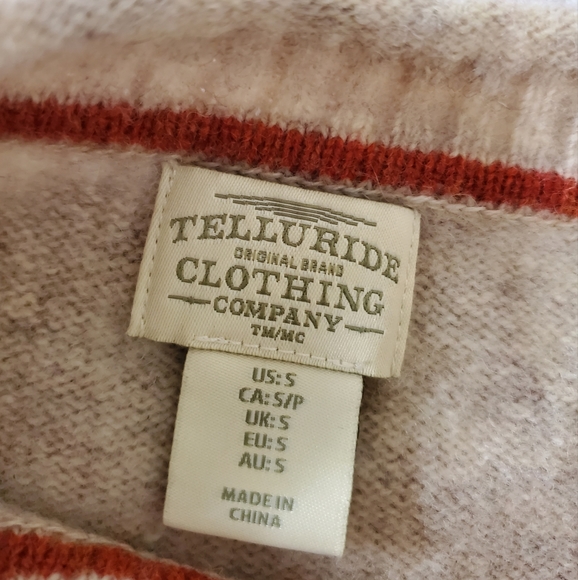 TELLURIDE
ORIGINAL BRAND
CLOTHING
COMPANY
TM/MC
US: S
CA: S/P
UK: S
EU: S
AU: S
MADE IN
CHINA